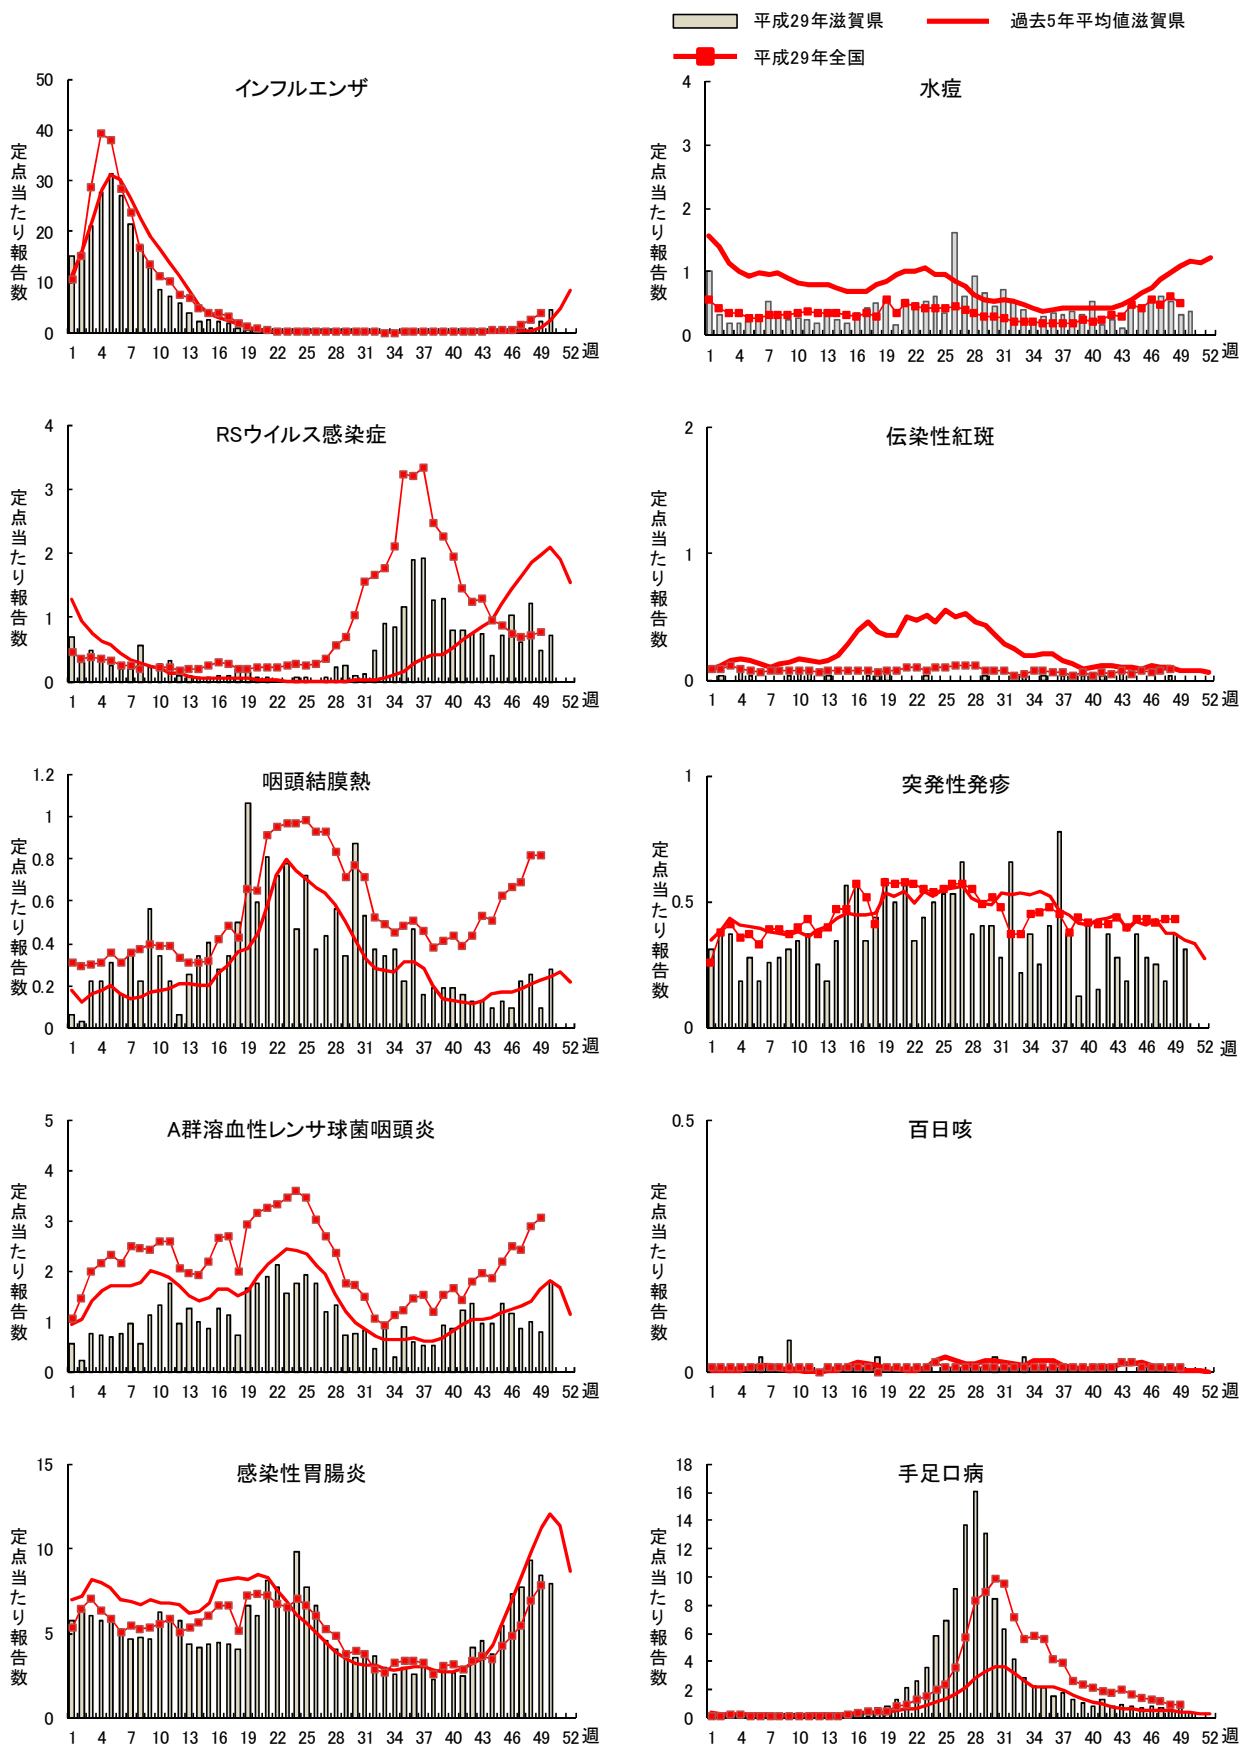 平成29年滋賀県
過去5年平均値滋賀県
平成29年全国
インフルエンザ
定点当たり報告数
50
40
30
20
10
0
1 4 7 10 13 16 19 22 25 28 31 34 37 40 43 46 49 52 週
水痘
定点当たり報告数
4
3
2
1
0
1 4 7 10 13 16 19 22 25 28 31 34 37 40 43 46 49 52 週
RSウイルス感染症
定点当たり報告数
4
3
2
1
0
1 4 7 10 13 16 19 22 25 28 31 34 37 40 43 46 49 52 週
伝染性紅斑
定点当たり報告数
2
1
0
1 4 7 10 13 16 19 22 25 28 31 34 37 40 43 46 49 52 週
咽頭結膜熱
定点当たり報告数
1.2
1
0.8
0.6
0.4
0.2
0
1 4 7 10 13 16 19 22 25 28 31 34 37 40 43 46 49 52 週
突発性発疹
定点当たり報告数
1
0.5
0
1 4 7 10 13 16 19 22 25 28 31 34 37 40 43 46 49 52 週
A群溶血性レンサ球菌咽頭炎
定点当たり報告数
5
4
3
2
1
0
1 4 7 10 13 16 19 22 25 28 31 34 37 40 43 46 49 52 週
百日咳
定点当たり報告数
0.5
0
1 4 7 10 13 16 19 22 25 28 31 34 37 40 43 46 49 52 週
感染性胃腸炎
定点当たり報告数
15
10
5
0
1 4 7 10 13 16 19 22 25 28 31 34 37 40 43 46 49 52 週
手足口病
定点当たり報告数
18
16
14
12
10
8
6
4
2
0
1 4 7 10 13 16 19 22 25 28 31 34 37 40 43 46 49 52 週